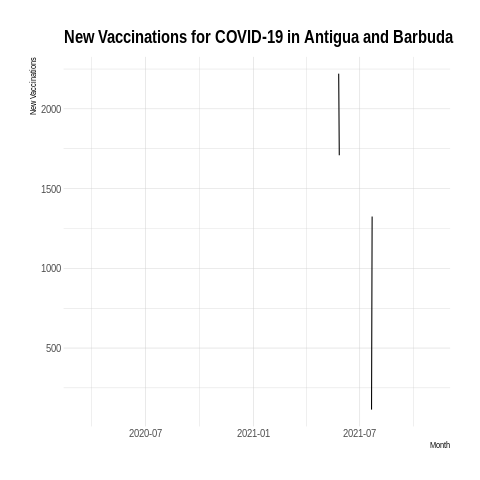 New Vaccinations for COVID-19 in Antigua and Barbuda
New Vaccinations
2000
1500
1000
500
2020-07
2021-01
2021-07
Month